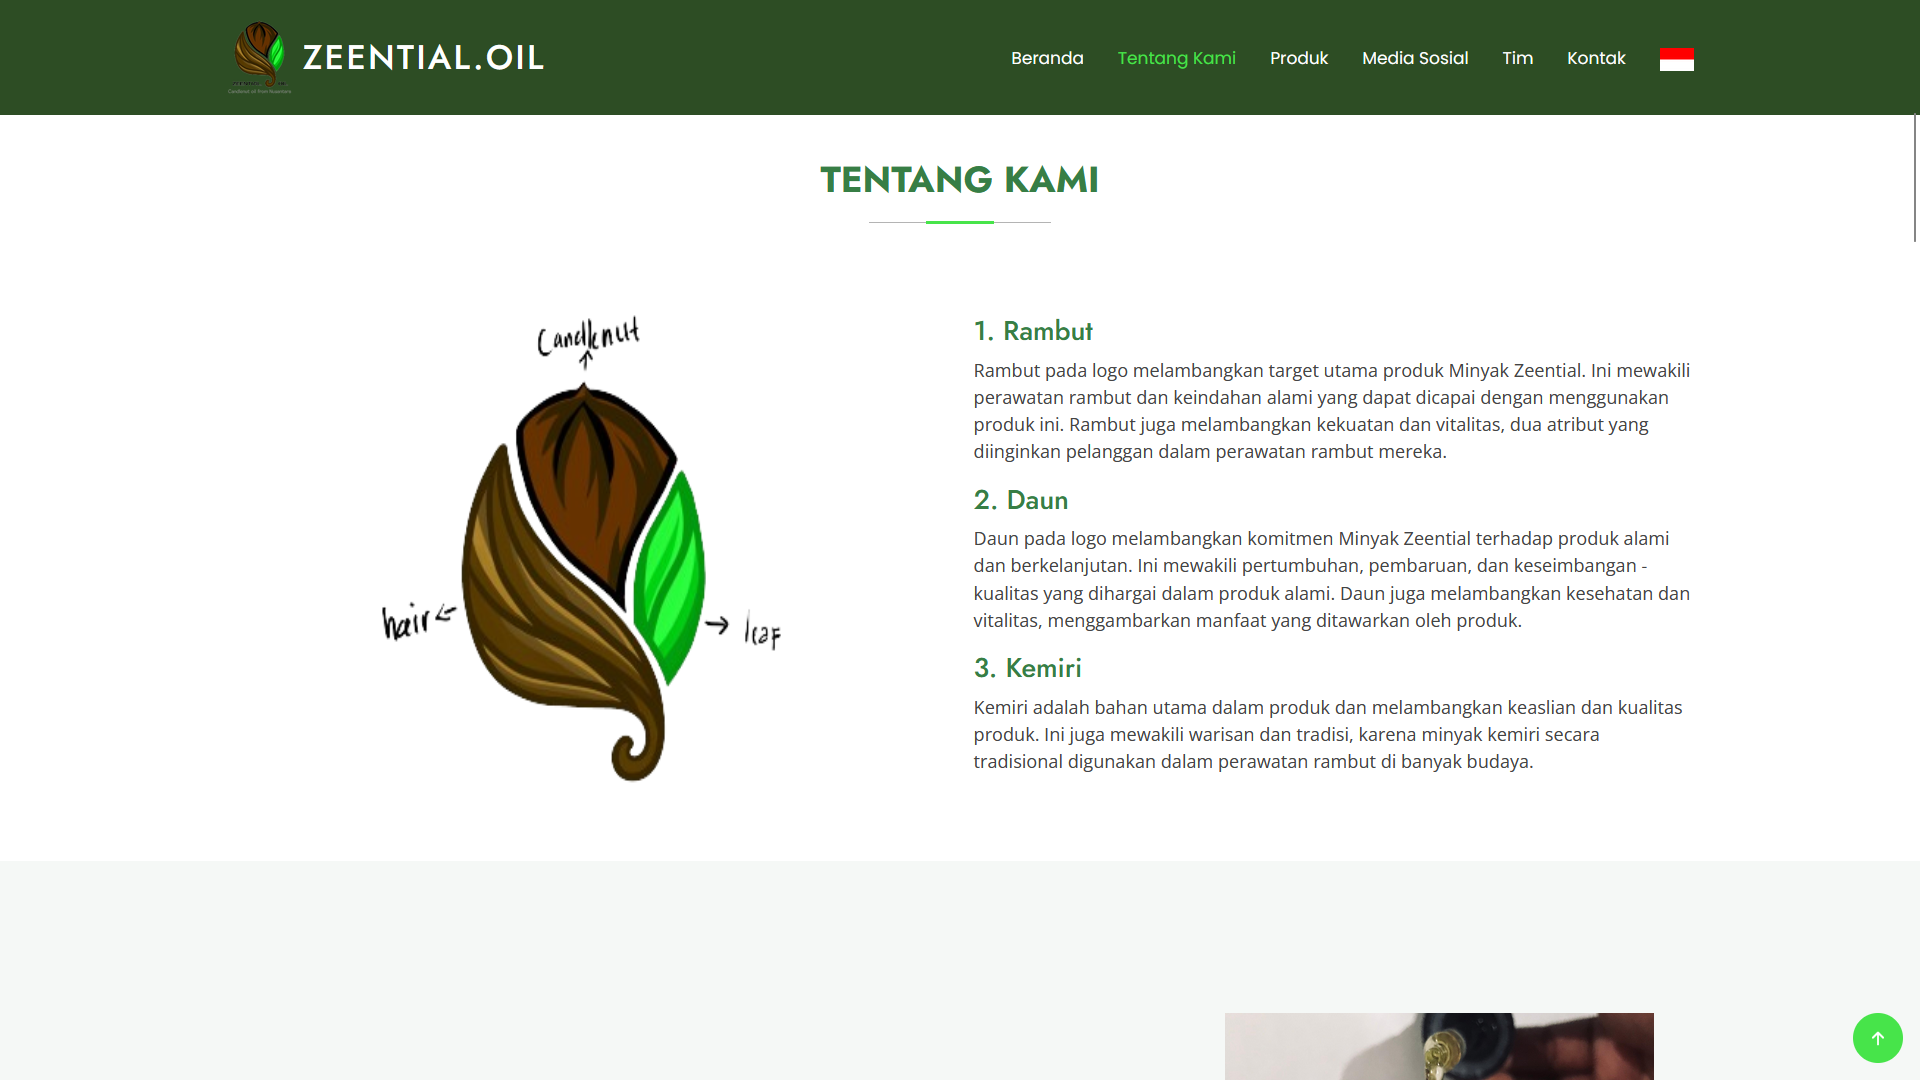 ZEENTIAL.OIL
Beranda
Tentang Kami
Produk
Media Sosial
Tim
Kontak
TENTANG KAMI
Candlenut
hair
leaf
1. Rambut
Rambut pada logo melambangkan target utama produk Minyak Zeential. Ini mewakili
perawatan rambut dan keindahan alami yang dapat dicapai dengan menggunakan
produk ini. Rambut juga melambangkan kekuatan dan vitalitas, dua atribut yang
diinginkan pelanggan dalam perawatan rambut mereka.
2. Daun
Daun pada logo melambangkan komitmen Minyak Zeential terhadap produk alami
dan berkelanjutan. Ini mewakili pertumbuhan, pembaruan, dan keseimbangan -
kualitas yang dihargai dalam produk alami. Daun juga melambangkan kesehatan dan
vitalitas, menggambarkan manfaat yang ditawarkan oleh produk.
3. Kemiri
Kemiri adalah bahan utama dalam produk dan melambangkan keaslian dan kualitas
produk. Ini juga mewakili warisan dan tradisi, karena minyak kemiri secara
tradisional digunakan dalam perawatan rambut di banyak budaya.